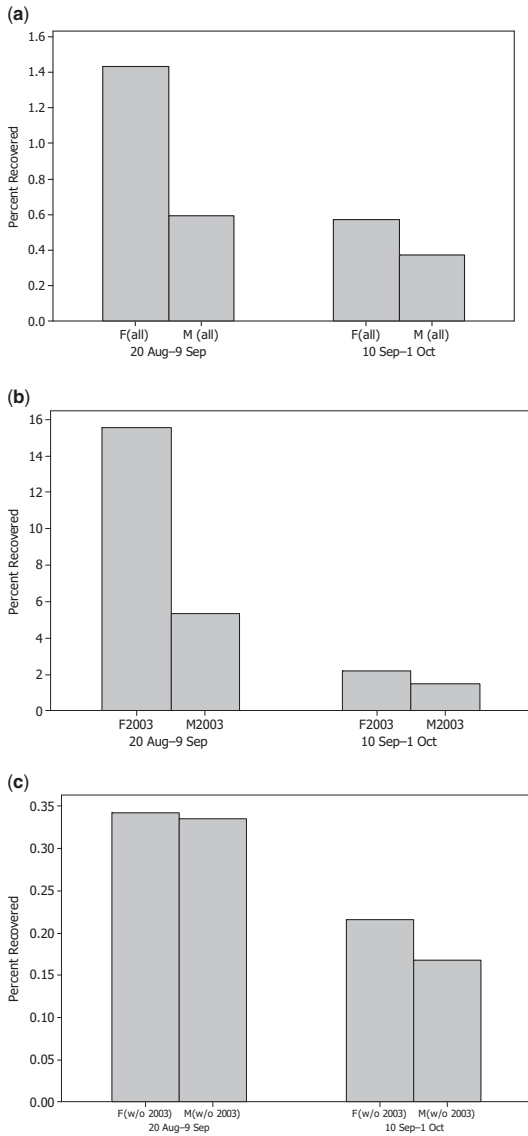 (a)
1.6
1.4
1.2
1.0
0.8
0.6
0.4
0.2
0.0
Percent Recovered
F(all) M (all) F(all) M (all)
20 Aug–9 Sep 10 Sep–1 Oct
(b)
16
14
12
10
8
6
4
2
0
Percent Recovered
F2003 M2003 F2003 M2003
20 Aug–9 Sep 10 Sep–1 Oct
(c)
0.35
0.30
0.25
0.20
0.15
0.10
0.05
0.00
Percent Recovered
F(w/o 2003) M(w/o 2003) F(w/o 2003) M(w/o 2003)
20 Aug–9 Sep 10 Sep–1 Oct